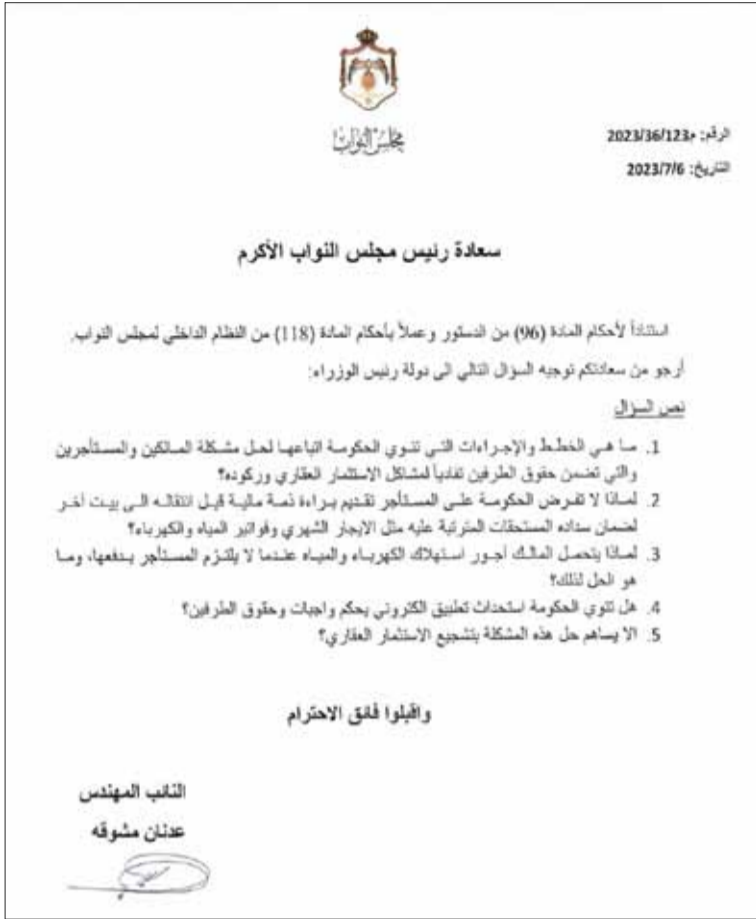 مجلس النواب
الرقم: م2023/36/123
التاريخ: 2023/7/6
سعادة رئيس مجلس النواب الأكرم
استناداً لأحكام المادة (96) من الدستور وعملاً بأحكام المادة (118) من النظام الداخلي لمجلس النواب.
أرجو من سعادتكم توجيه السؤال التالي الى دولة رئيس الوزراء:
نص السؤال
1. ما هي الخطط والإجراءات التي تنوي الحكومة اتباعها لحل مشكلة المالكين والمستأجرين
والتي تضمن حقوق الطرفين تفادياً لمشاكل الاستثمار العقاري وركوده؟
2. لماذا لا تفرض الحكومة على المستأجر تقديم براءة ذمة مالية قبل انتقاله الى بيت آخر
لضمان سداده المستحقات المترتبة عليه مثل الايجار الشهري وفواتير المياه والكهرباء؟
3. لماذا يتحمل المالك أجور استهلاك الكهرباء والمياه عندما لا يلتزم المستأجر بدفعها، وما
هو الحل لذلك؟
4. هل تنوي الحكومة استحداث تطبيق الكتروني يحكم واجبات وحقوق الطرفين؟
5. الا يساهم حل هذه المشكلة بتشجيع الاستثمار العقاري؟
واقبلوا فائق الاحترام
النائب المهندس
عدنان مشوقه